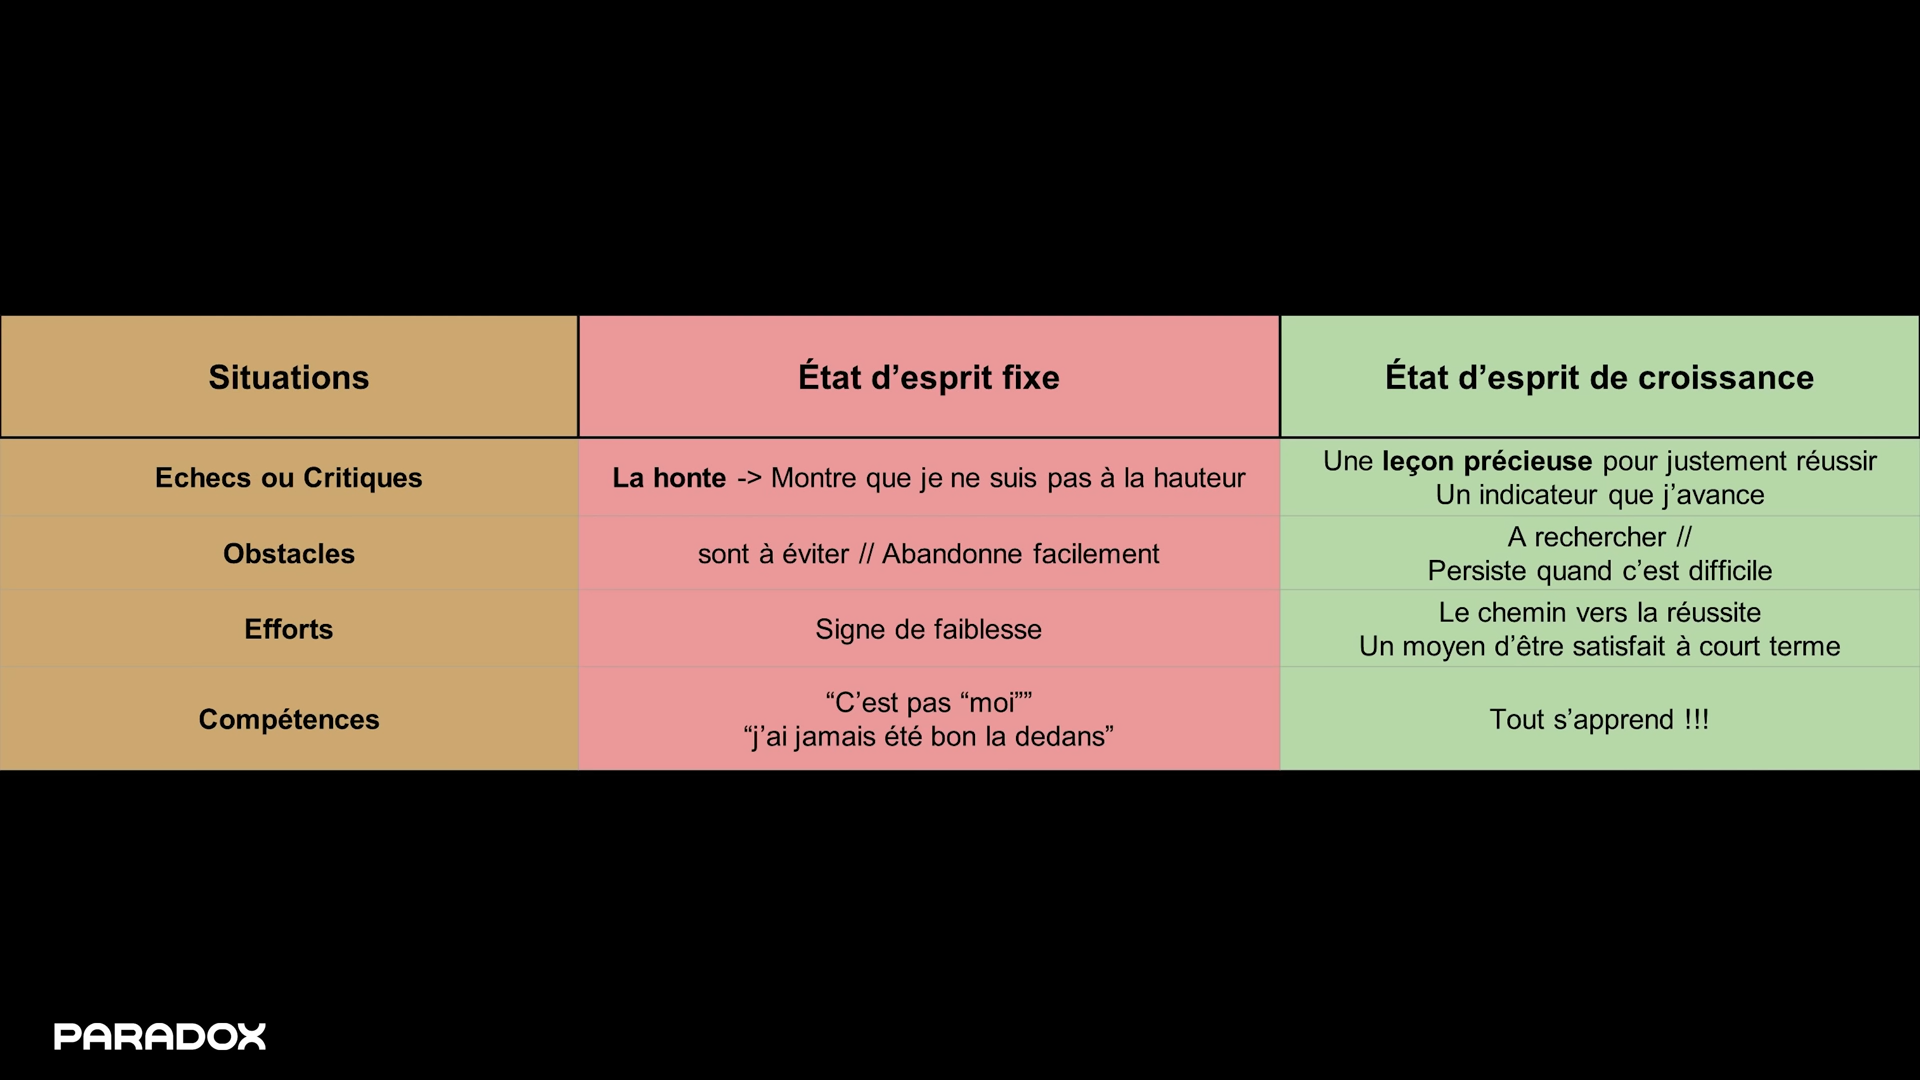 Situations
État d’esprit fixe
État d’esprit de croissance
Echecs ou Critiques
La honte -> Montre que je ne suis pas à la hauteur
Une leçon précieuse pour justement réussir
Un indicateur que j’avance
Obstacles
sont à éviter // Abandonne facilement
A rechercher //
Persiste quand c’est difficile
Efforts
Signe de faiblesse
Le chemin vers la réussite
Un moyen d’être satisfait à court terme
Compétences
“C’est pas “moi””
“j’ai jamais été bon la dedans”
Tout s’apprend !!!
PARADOX